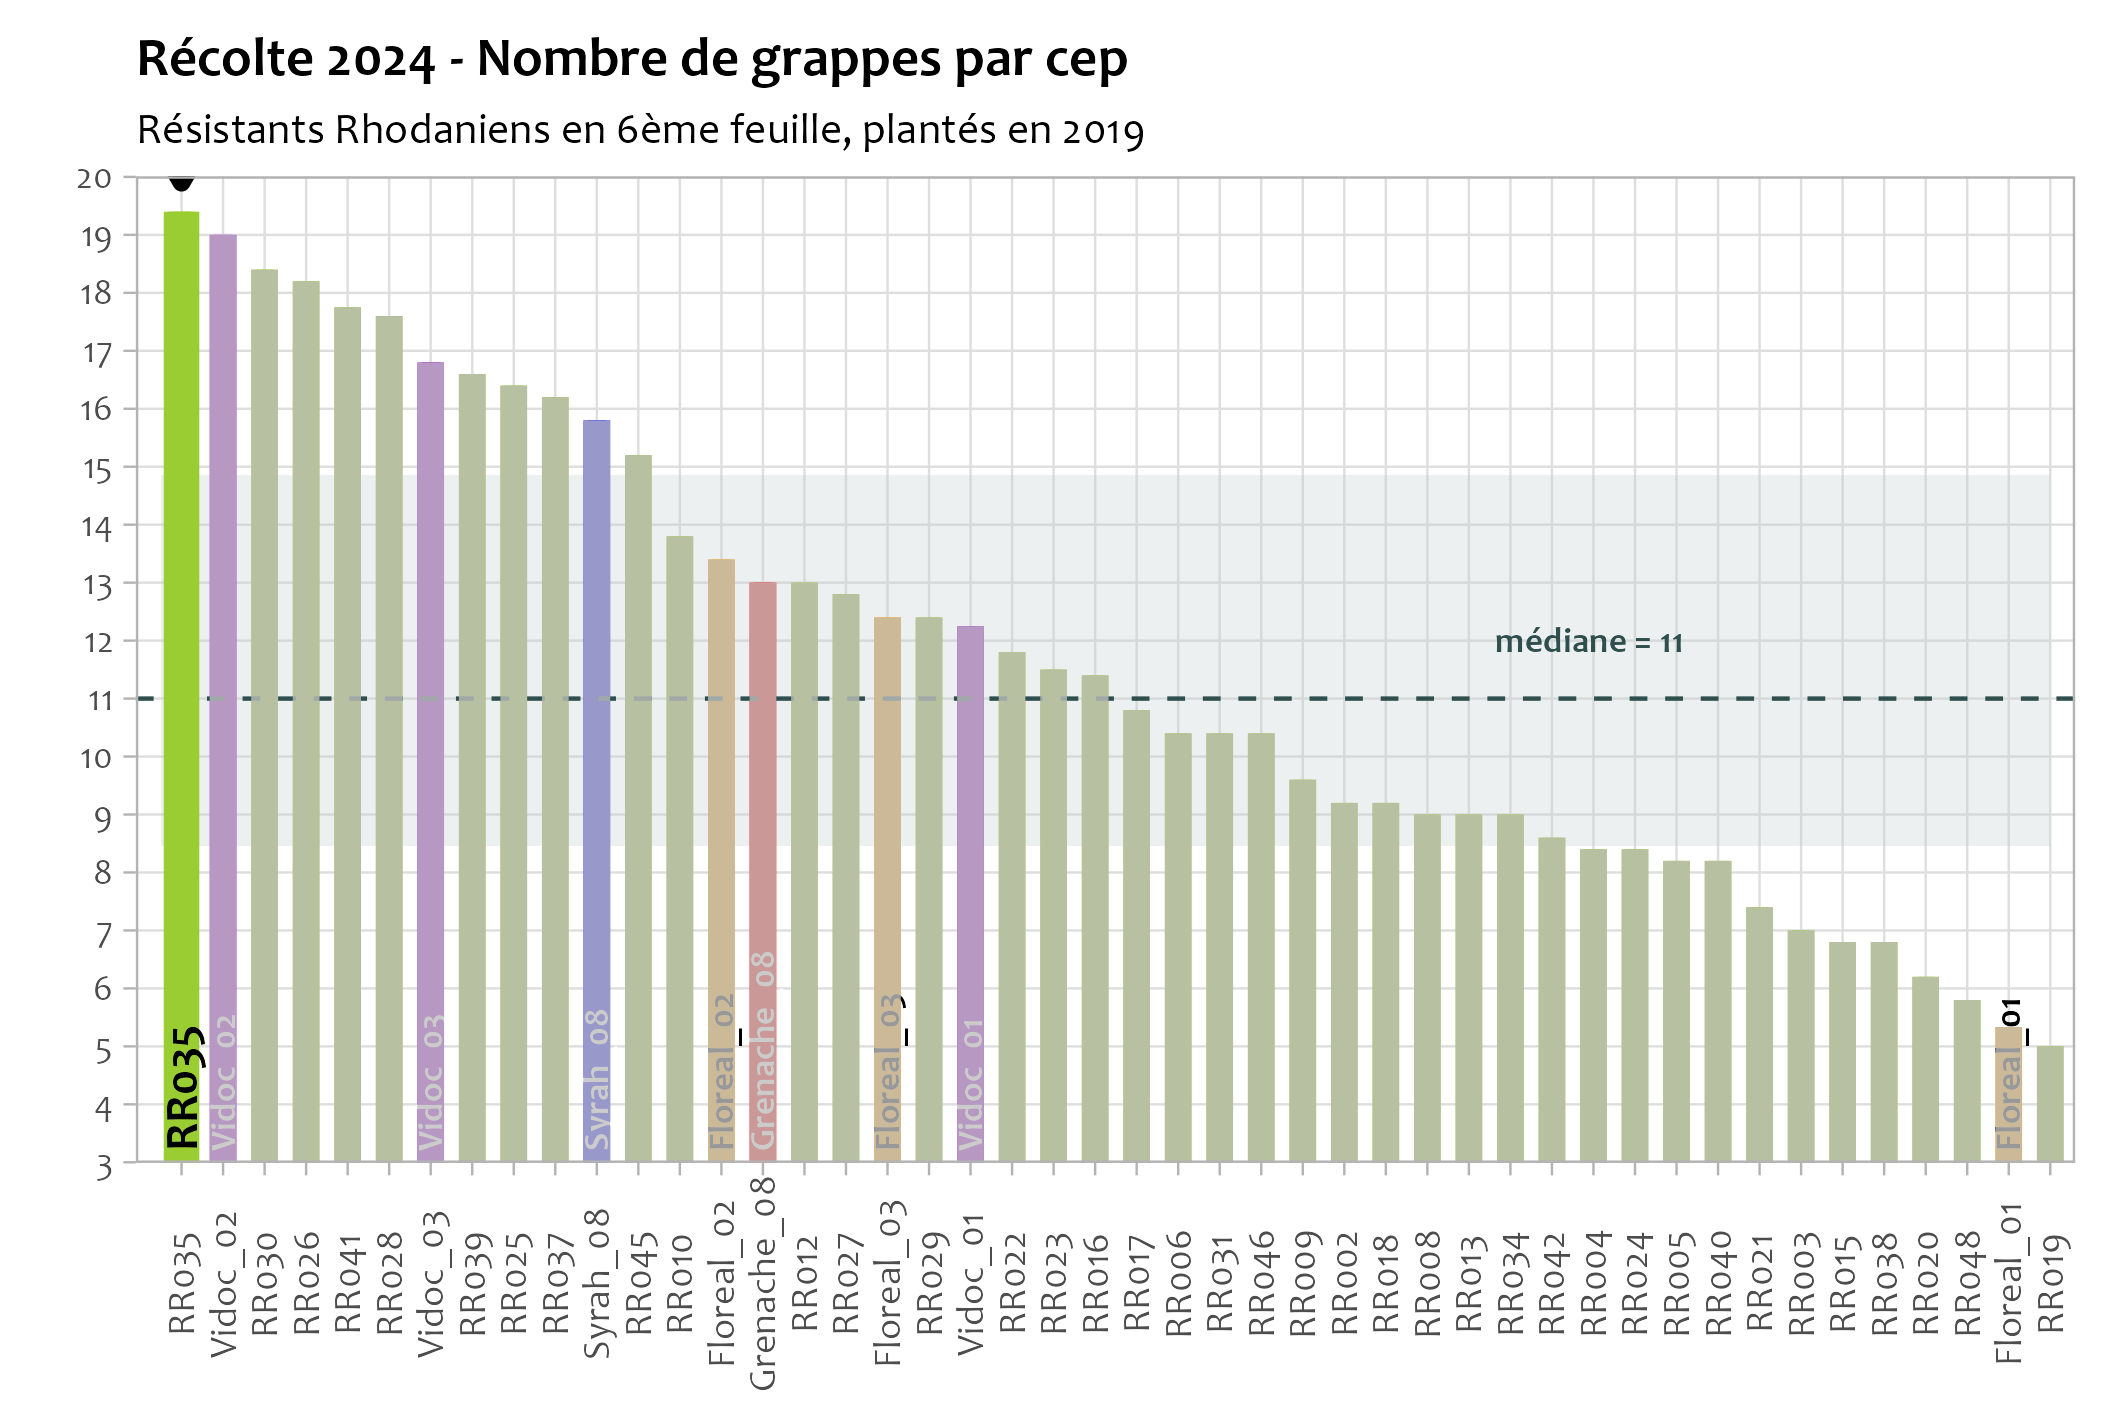 Récolte 2024 - Nombre de grappes par cep
Résistants Rhodaniens en 6ème feuille, plantés en 2019
20
19
18
17
16
15
14
13
12
11
10
9
8
7
6
5
4
3
médiane = 11
RR035
Vidoc_02
Vidoc_03
Syrah_08
Floreal_02
Grenache_08
Floreal_03
Vidoc_01
Floreal_01
RR035
Vidoc_02
RR030
RR026
RR041
RR028
Vidoc_03
RR039
RR025
RR037
Syrah_08
RR045
RR010
Floreal_02
Grenache_08
RR012
RR027
Floreal_03
RR029
Vidoc_01
RR022
RR023
RR016
RR017
RR006
RR031
RR046
RR009
RR002
RR018
RR008
RR013
RR034
RR042
RR004
RR024
RR005
RR040
RR021
RR003
RR015
RR038
RR020
RR048
Floreal_01
RR019